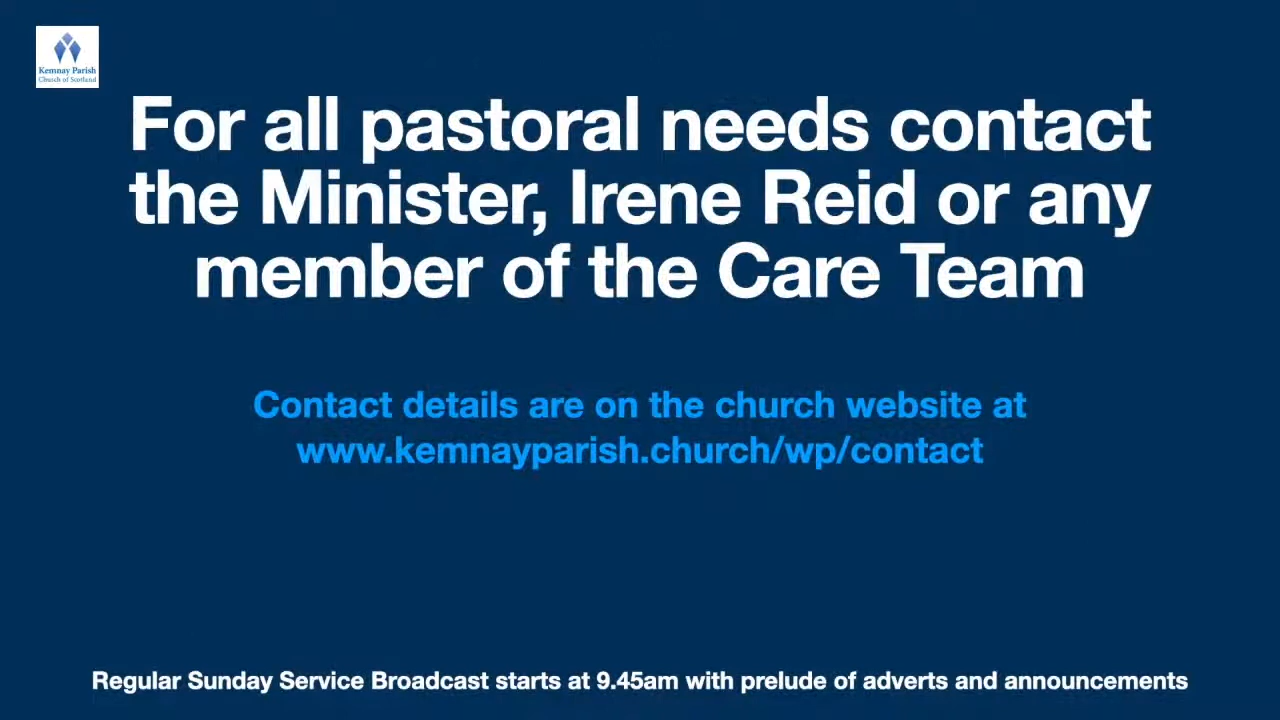 Kemnay Parish
Church of Scotland
For all pastoral needs contact
the Minister, Irene Reid or any
member of the Care Team
Contact details are on the church website at
www.kemnayparish.church/wp/contact
Regular Sunday Service Broadcast starts at 9.45am with prelude of adverts and announcements